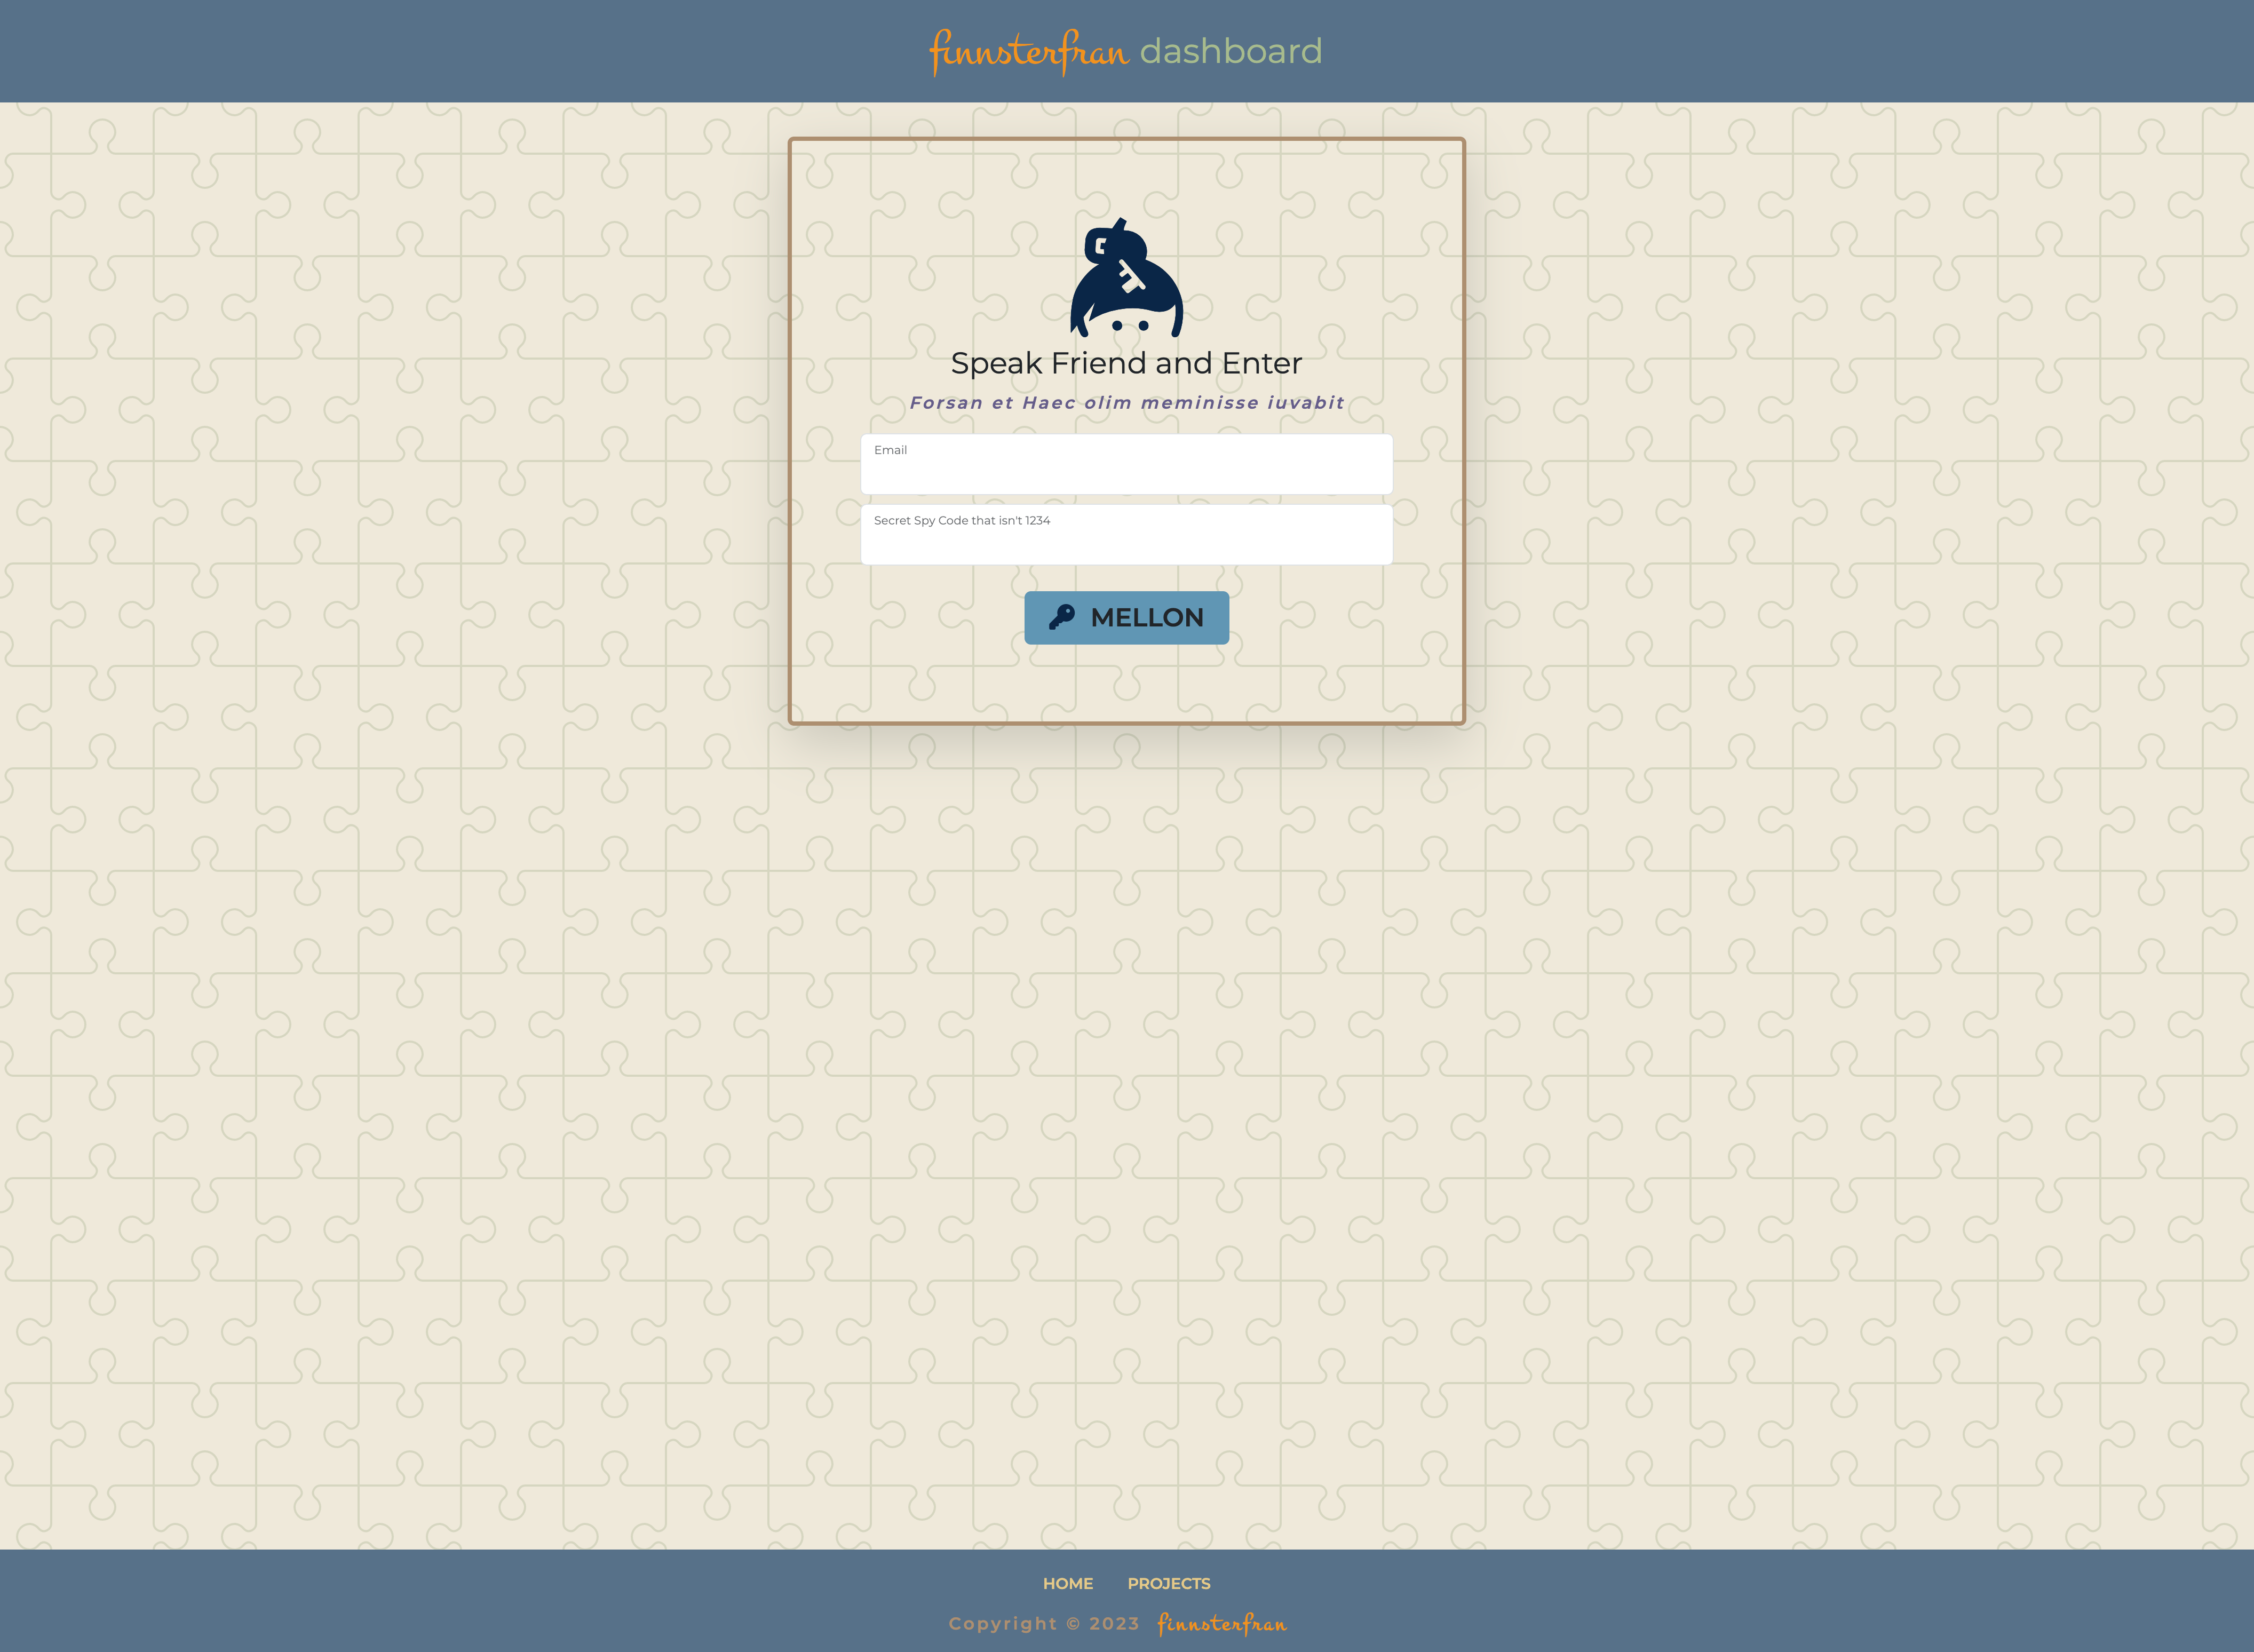 finnsterfran dashboard
Speak Friend and Enter
Forsan et Haec olim meminisse iuvabit
Email
Secret Spy Code that isn't 1234
MELLON
HOME PROJECTS
Copyright © 2023 finnsterfran